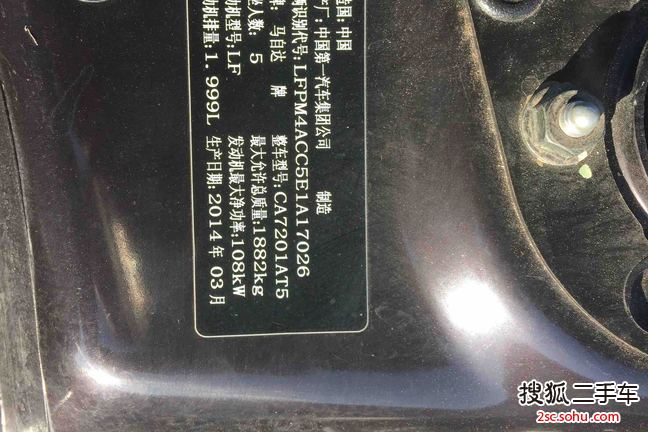 造国: 中国
产厂: 中国第一汽车集团公司 制造
辆识别代号: LFPM4ACC5E1A17026
牌: 马自达 牌 整车型号: CA7201AT5
人数: 5 最大允许总质量: 1882kg
动机型号: LF 发动机最大净功率: 108kW
动机排量: 1.999L 生产日期: 2014年03月
搜狐二手车
2sc.sohu.com